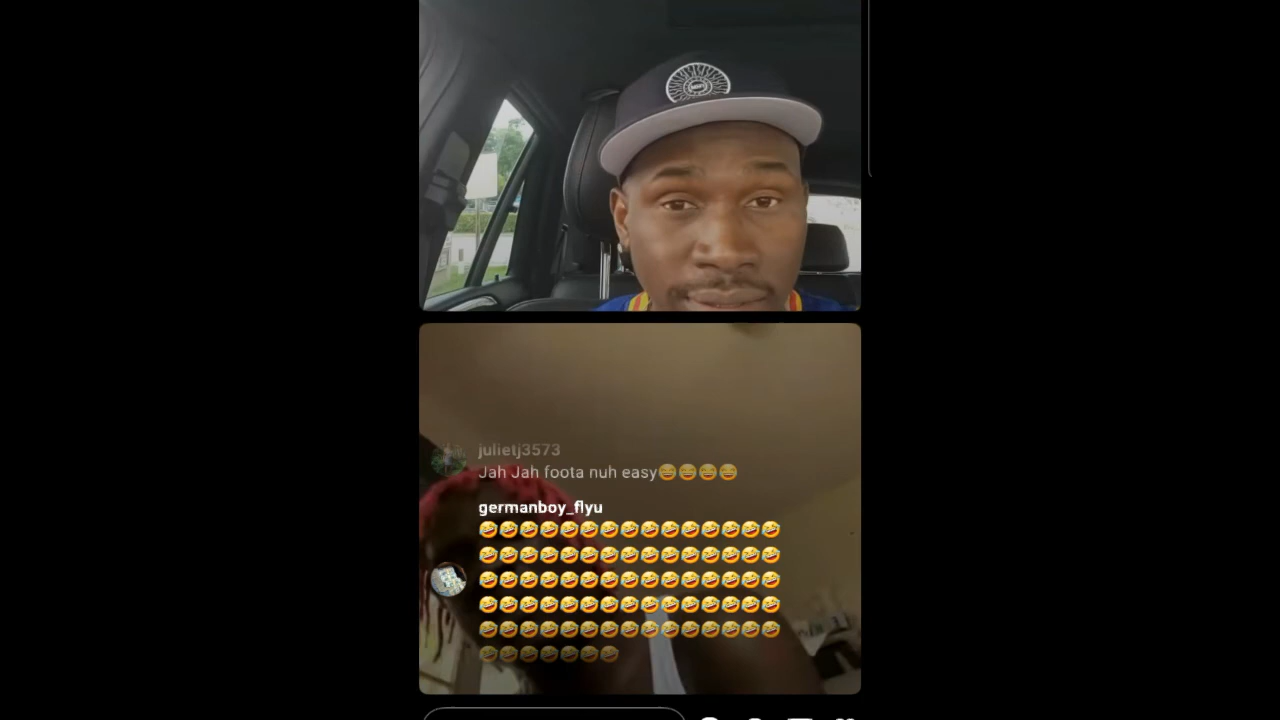 julietj3573
Jah Jah foota nuh easy😂😂😂😂
germanboy_flyu
🤣🤣🤣🤣🤣🤣🤣🤣🤣🤣🤣🤣🤣🤣🤣
🤣🤣🤣🤣🤣🤣🤣🤣🤣🤣🤣🤣🤣🤣🤣
🤣🤣🤣🤣🤣🤣🤣🤣🤣🤣🤣🤣🤣🤣🤣
🤣🤣🤣🤣🤣🤣🤣🤣🤣🤣🤣🤣🤣🤣🤣
🤣🤣🤣🤣🤣🤣🤣🤣🤣🤣🤣🤣🤣🤣🤣
🤣🤣🤣🤣🤣🤣🤣